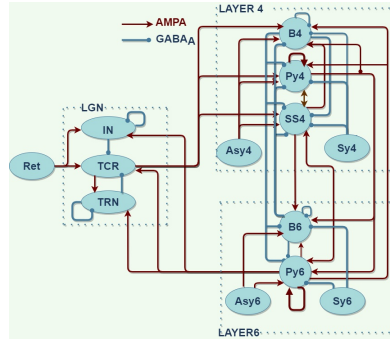 AMPA
GABAA
LAYER 4
B4
Py4
SS4
Asy4
Sy4
LGN
IN
Ret
TCR
TRN
B6
Py6
Asy6
Sy6
LAYER6